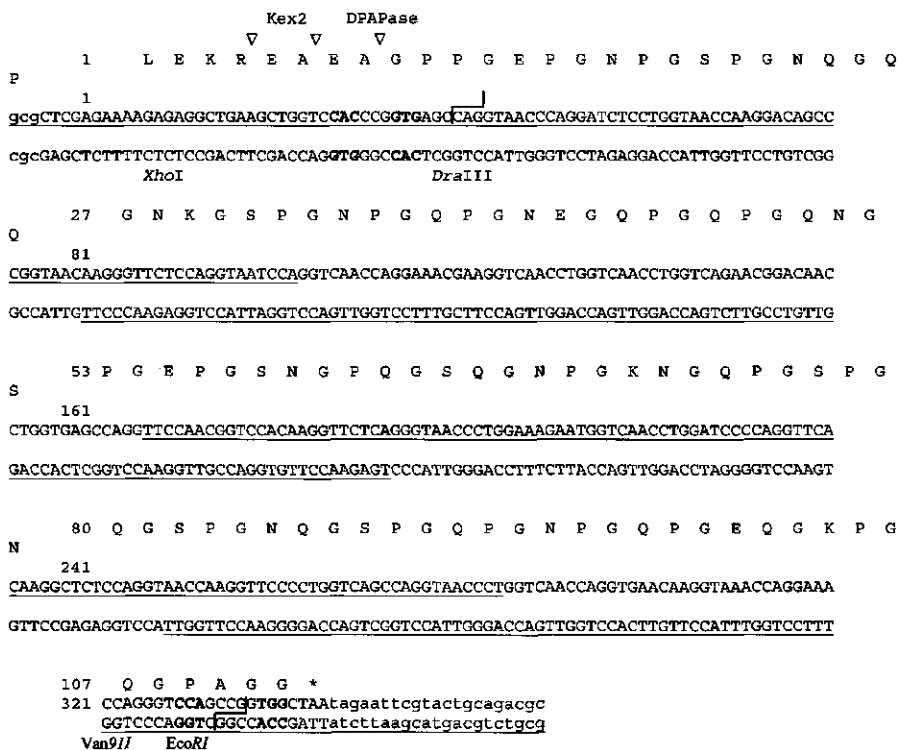 Kex2 DPAPase
▽ ▽ ▽
1 L E K R E A E A G P P G E P G N P G S P G N Q G Q
P
1
gcgCTCGAGAAAAGAGAGGCTGAAGCTGGTCCACCCGGTGAGCCCAGGTAACCCAGGATCTCCTGGTAACCAAGGACAGCC
cgcGAGCTCTTTTCTCTCCGACTTCGACCAGGTGGGCCACTCGGTCCATTGGGTCCTAGAGGACCATTGGTTCCTGTCGG
XhoI DraIII
27 G N K G S P G N P G Q P G N E G Q P G Q P G Q N G
Q
81
CGGTAACAAGGGTTCTCCAGGTAATCCAGGTCAACCAGGAAACGAAGGTCAACCTGGTCAACCTGGTCAGAACGGACAAC
GCCATTGTTCCCAAGAGGTCCATTAGGTCCAGTTGGTCCTTTGCTTCCAGTTGGACCAGTTGGACCAGTCTTGCCTGTTG
53 P G E P G S N G P Q G S Q G N P G K N G Q P G S P G
S
161
CTGGTGAGCCAGGTTCCAACGGTCCACAAGGTTCTCAGGGTAACCCTGGAAAGAATGGTCAACCTGGATCCCCAGGTTCA
GACCACTCGGTCCAAGGTTGCCAGGTGTTCCAAGAGTCCCATTGGGACCTTTCTTACCAGTTGGACCTAGGGGTCCAAGT
80 Q G S P G N Q G S P G Q P G N P G Q P G E Q G K P G
N
241
CAAGGCTCTCCAGGTAACCAAGGTTCCCCTGGTCAGCCAGGTAACCCTGGTCAACCAGGTGAACAAGGTAAACCAGGAAA
GTTCCGAGAGGTCCATTGGTTCCAAGGGGACCAGTCGGTCCATTGGGACCAGTTGGTCCACTTGTTCCATTTGGTCCTTT
107 Q G P A G G *
321 CCAGGGTCCAGCCGGTGGCTAAtagaattcgtactgcagacgc
GGTCCCAGGTCGGCCACCGATTatcttaagcatgacgtctgcg
Van91I EcoRI